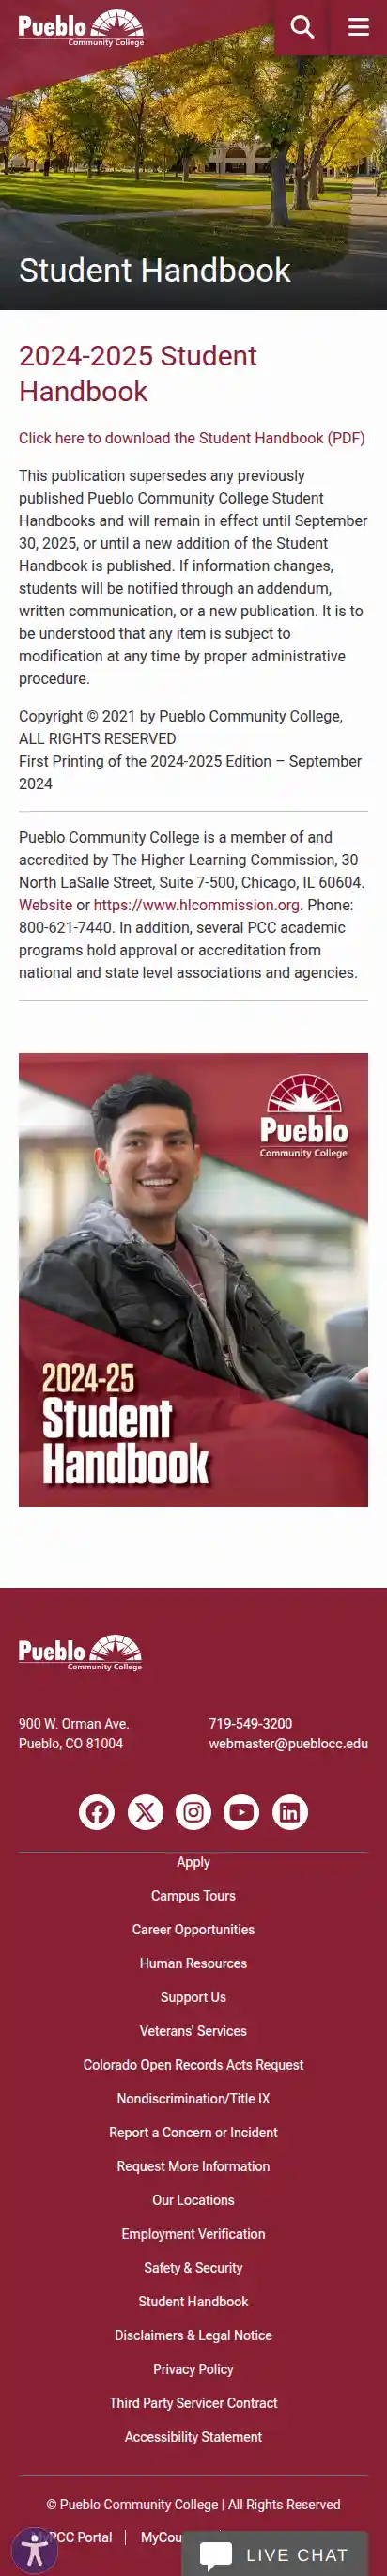 Pueblo
Community College
Student Handbook
2024-2025 Student
Handbook
Click here to download the Student Handbook (PDF)
This publication supersedes any previously
published Pueblo Community College Student
Handbooks and will remain in effect until September
30, 2025, or until a new addition of the Student
Handbook is published. If information changes,
students will be notified through an addendum,
written communication, or a new publication. It is to
be understood that any item is subject to
modification at any time by proper administrative
procedure.
Copyright © 2021 by Pueblo Community College,
ALL RIGHTS RESERVED
First Printing of the 2024-2025 Edition – September
2024
Pueblo Community College is a member of and
accredited by The Higher Learning Commission, 30
North LaSalle Street, Suite 7-500, Chicago, IL 60604.
Website or https://www.hlcommission.org. Phone:
800-621-7440. In addition, several PCC academic
programs hold approval or accreditation from
national and state level associations and agencies.
Pueblo
Community College
2024-25
Student
Handbook
Pueblo
Community College
900 W. Orman Ave.
Pueblo, CO 81004
719-549-3200
webmaster@pueblocc.edu
Apply
Campus Tours
Career Opportunities
Human Resources
Support Us
Veterans' Services
Colorado Open Records Acts Request
Nondiscrimination/Title IX
Report a Concern or Incident
Request More Information
Our Locations
Employment Verification
Safety & Security
Student Handbook
Disclaimers & Legal Notice
Privacy Policy
Third Party Servicer Contract
Accessibility Statement
© Pueblo Community College | All Rights Reserved
PCC Portal | MyCou
LIVE CHAT